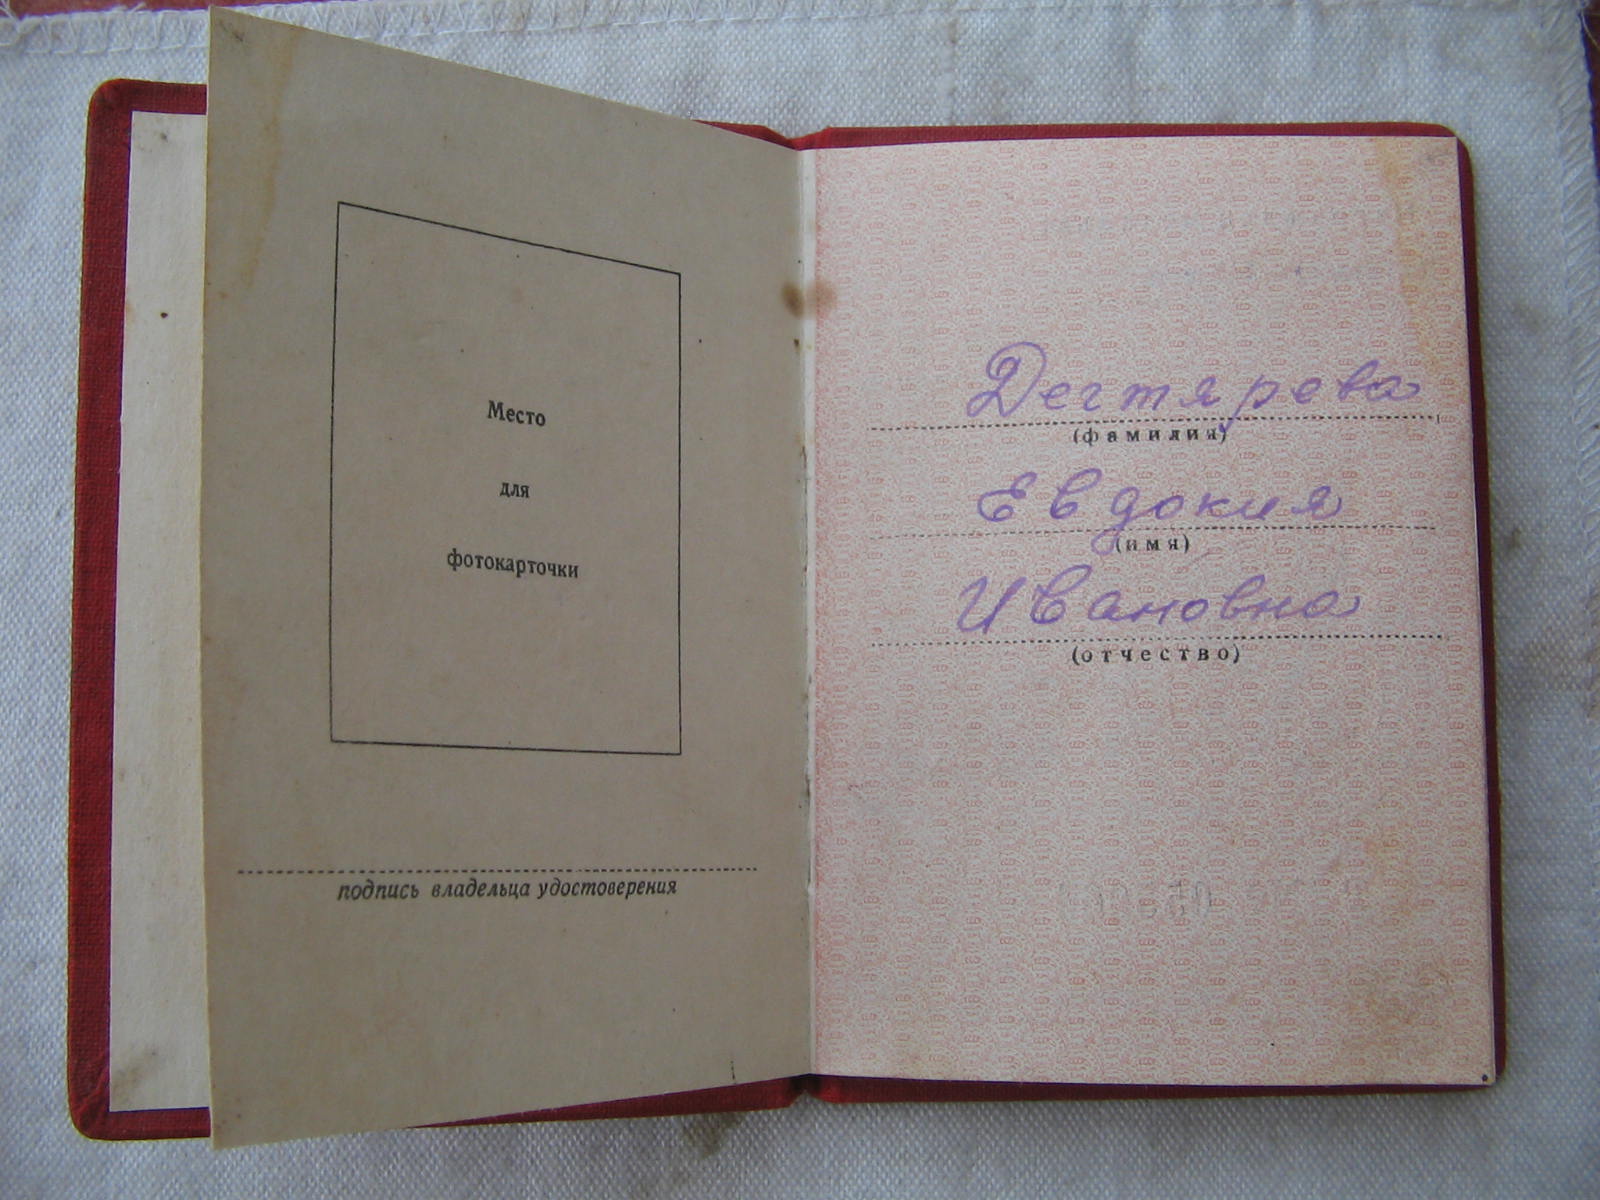 Место
для
фотокарточки
подпись владельца удостоверения
Дегтярева
(фамилия)
Евдокия
(имя)
Ивановна
(отчество)